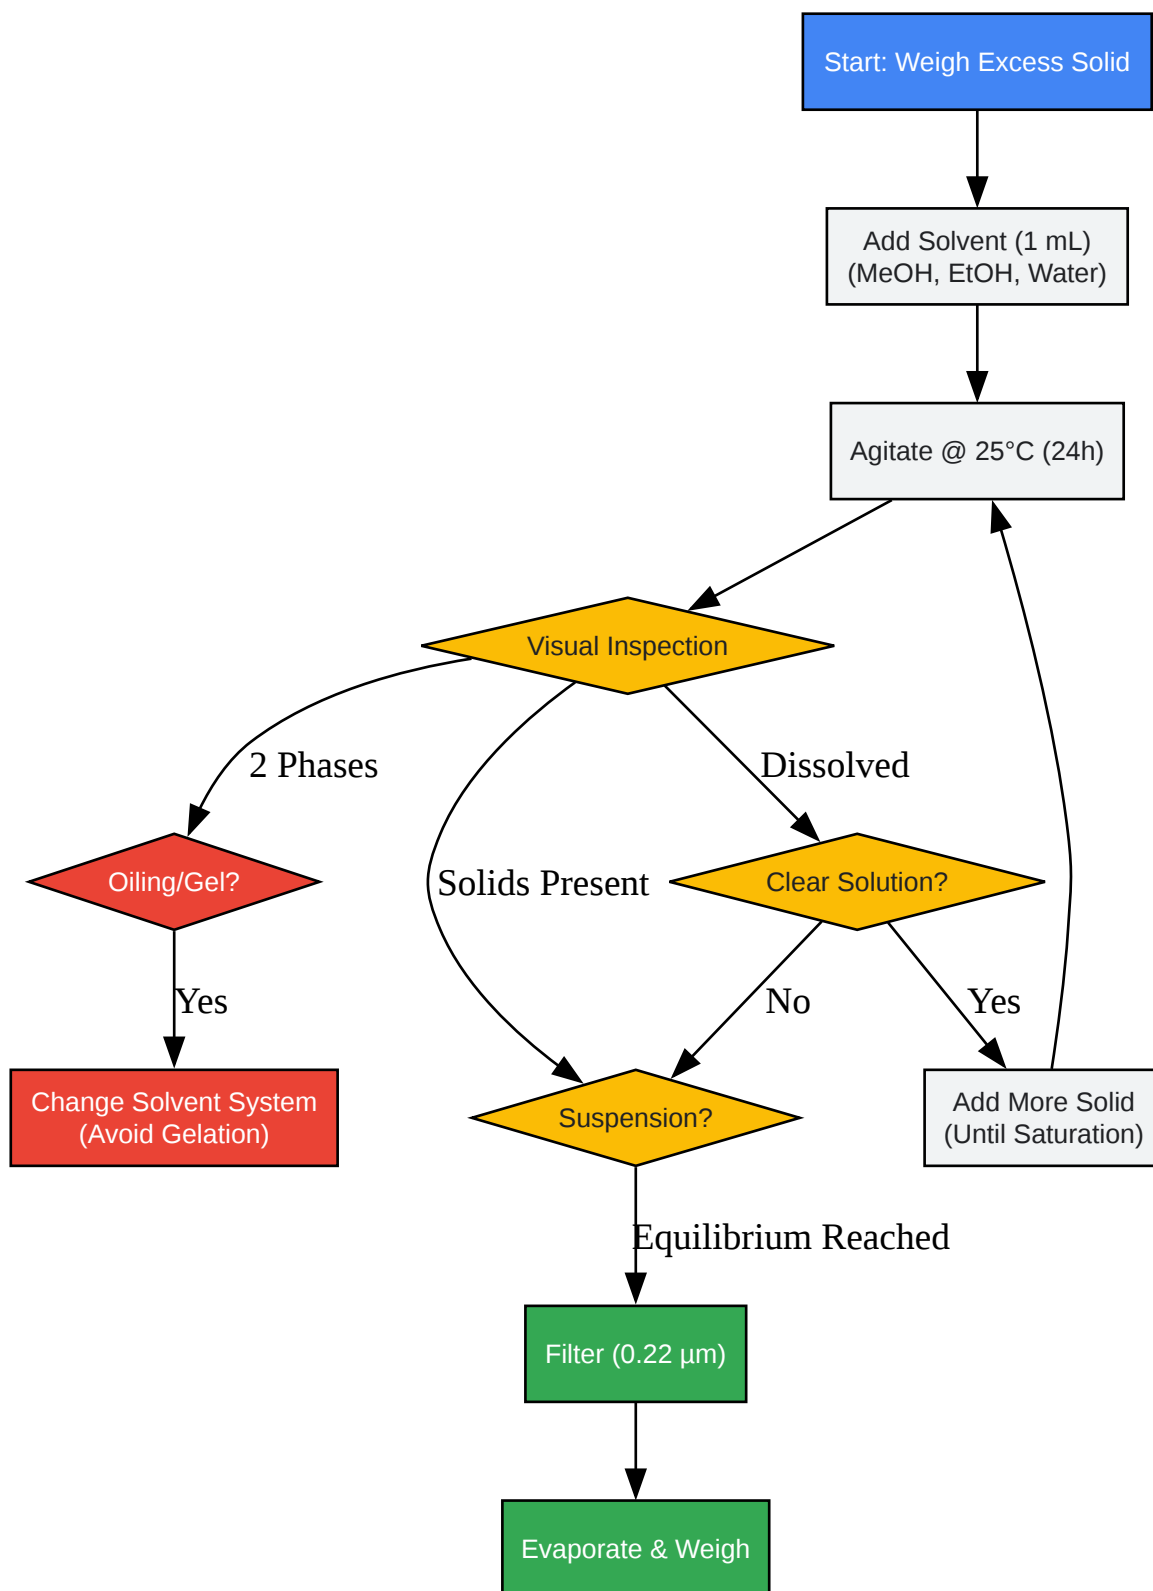 Start: Weigh Excess Solid
Add Solvent (1 mL)
(MeOH, EtOH, Water)
Agitate @ 25°C (24h)
Visual Inspection
2 Phases
Dissolved
Oiling/Gel?
Solids Present
Clear Solution?
Yes
No
Yes
Change Solvent System
(Avoid Gelation)
Suspension?
Add More Solid
(Until Saturation)
Equilibrium Reached
Filter (0.22 µm)
Evaporate & Weigh